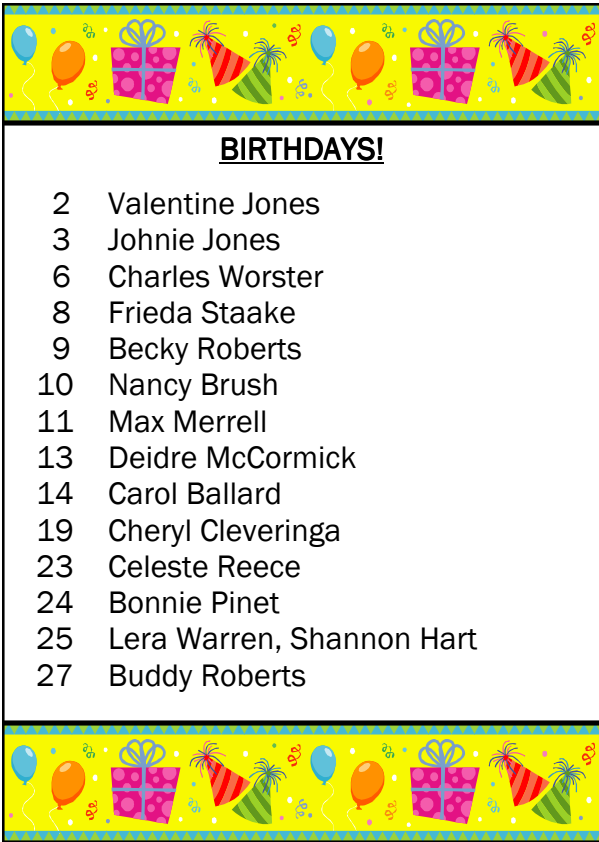 BIRTHDAYS!
2 Valentine Jones
3 Johnie Jones
6 Charles Worster
8 Frieda Staake
9 Becky Roberts
10 Nancy Brush
11 Max Merrell
13 Deidre McCormick
14 Carol Ballard
19 Cheryl Cleveringa
23 Celeste Reece
24 Bonnie Pinet
25 Lera Warren, Shannon Hart
27 Buddy Roberts